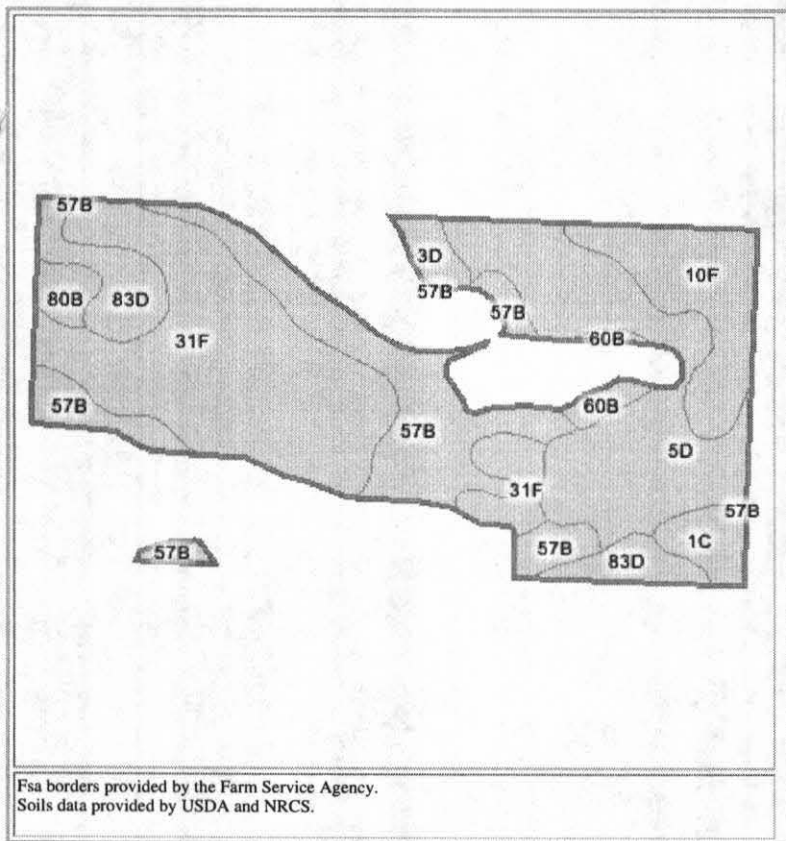 57B
3D
10F
57B
80B
83D
57B
31F
60B
57B
60B
57B
5D
31F
57B
57B
57B
83D
1C
Fsa borders provided by the Farm Service Agency.
Soils data provided by USDA and NRCS.